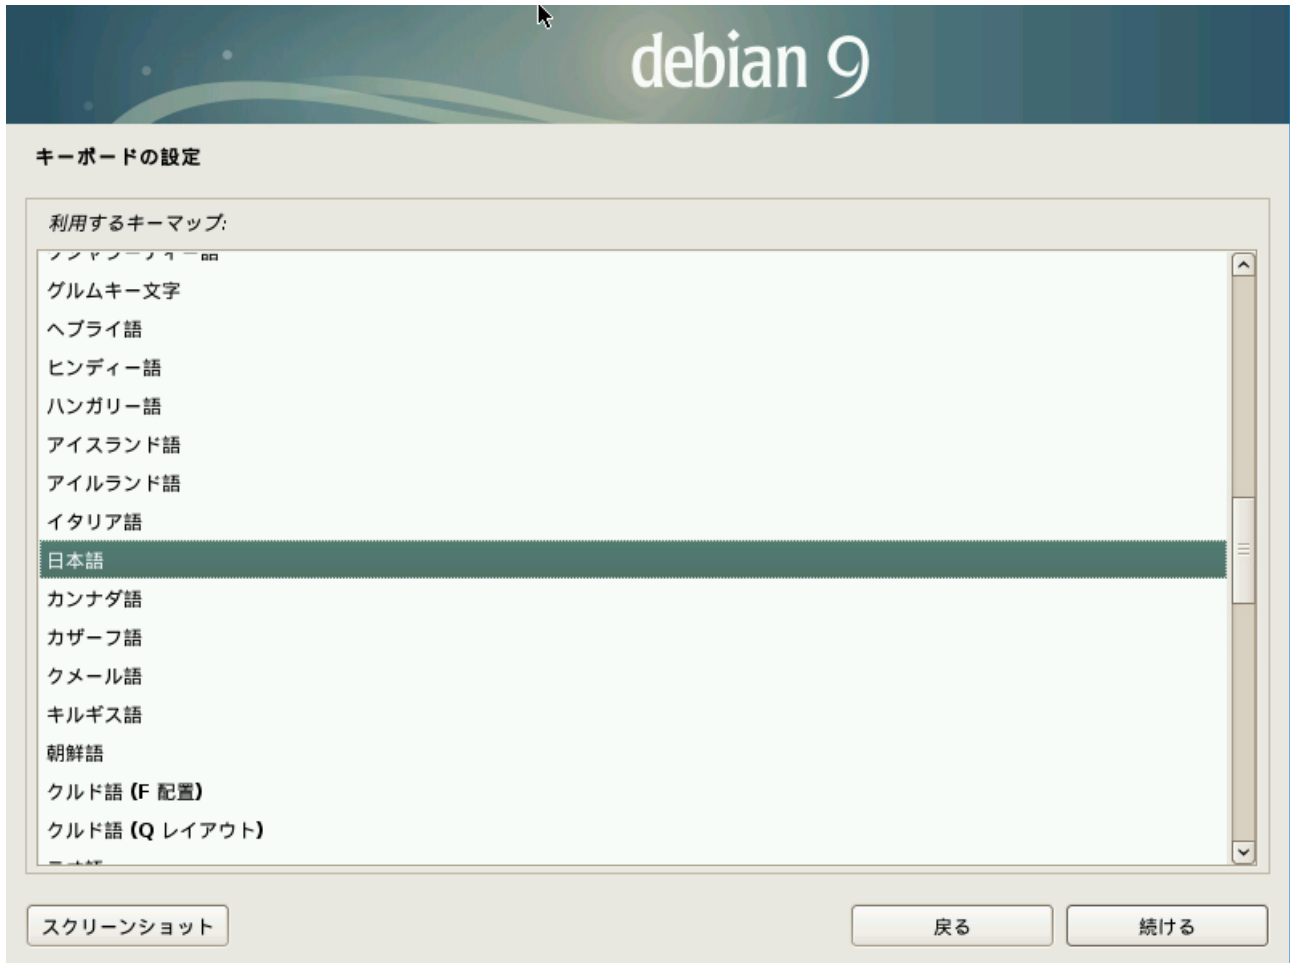 debian 9
キーボードの設定
利用するキーマップ:
グルムキー文字
ヘブライ語
ヒンディー語
ハンガリー語
アイスランド語
アイルランド語
イタリア語
日本語
カンナダ語
カザーフ語
クメール語
キルギス語
朝鮮語
クルド語 (F 配置)
クルド語 (Q レイアウト)
スクリーンショット
戻る
続ける